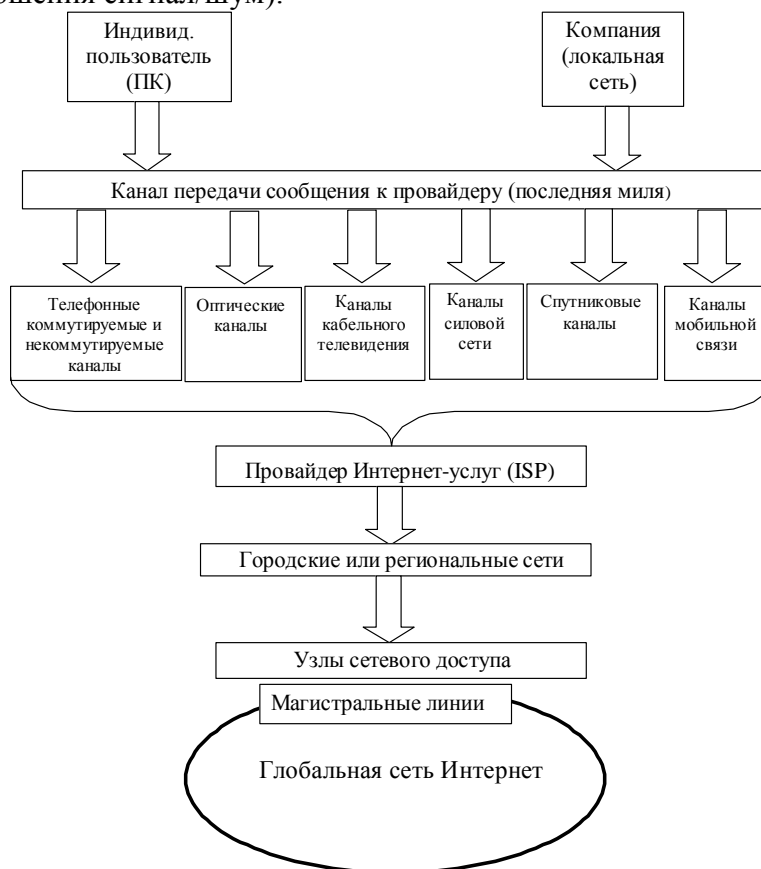 сигнал/шум).
Индивид.
пользователь
(ПК)
Компания
(локальная
сеть)
Канал передачи сообщения к провайдеру (последняя миля)
Телефонные
коммутируемые и
некоммутируемые
каналы
Оптические
каналы
Каналы
кабельного
телевидения
Каналы
силовой
сети
Спутниковые
каналы
Каналы
мобильной
связи
Провайдер Интернет-услуг (ISP)
Городские или региональные сети
Узлы сетевого доступа
Магистральные линии
Глобальная сеть Интернет